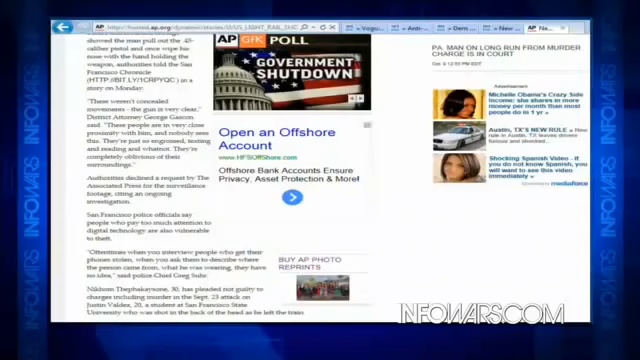 http://hosted.ap.org/dynamic/stories/U/US_LIGHT_RAIL_SHO
showed the man pull out the .45-
caliber pistol and once wipe his
nose with the hand holding the
weapon, authorities told the
San Francisco Chronicle
(HTTP://BIT.LY/1CRPYQC) in a
story on Monday.
"These weren't concealed
movements - the gun is very clear,"
District Attorney George Gascon
said. "These people are in very
close proximity with him, and nobody sees
this. They're just so engrossed, texting
and reading and whatnot. They're
completely oblivious of their
surroundings."
Authorities declined a request by The
Associated Press for the surveillance
footage, citing an ongoing
investigation.
San Francisco police officials say
people who pay too much attention to
digital technology are also vulnerable
to theft.
"Oftentimes when you interview people who get their
phones stolen, when you ask them to describe where
the person came from, what he was wearing, they have
no idea," said police Chief Greg Suhr.
Nikhom Thephakaysone, 30, has pleaded not guilty to
charges including murder in the Sept. 23 attack on
Justin Valdez, 20, a student at San Francisco State
University who was shot in the back of the head as he left the train.
AP GfK POLL
GOVERNMENT
SHUTDOWN
Open an Offshore
Account
www.HFSOffShore.com
Offshore Bank Accounts Ensure
Privacy, Asset Protection & More!
BUY AP PHOTO
REPRINTS
PA. MAN ON LONG RUN FROM MURDER
CHARGE IS IN COURT
Advertisement
Michelle Obama's Crazy Side
Income: she shares in more
money per month than most
people do in 1 yr »
Austin, TX's NEW RULE
Shocking Spanish Video - If
you do not know Spanish, you
will want to see this video
immediately »
mediaforce
INFOWARS
INFOWARS
INFOWARS.COM